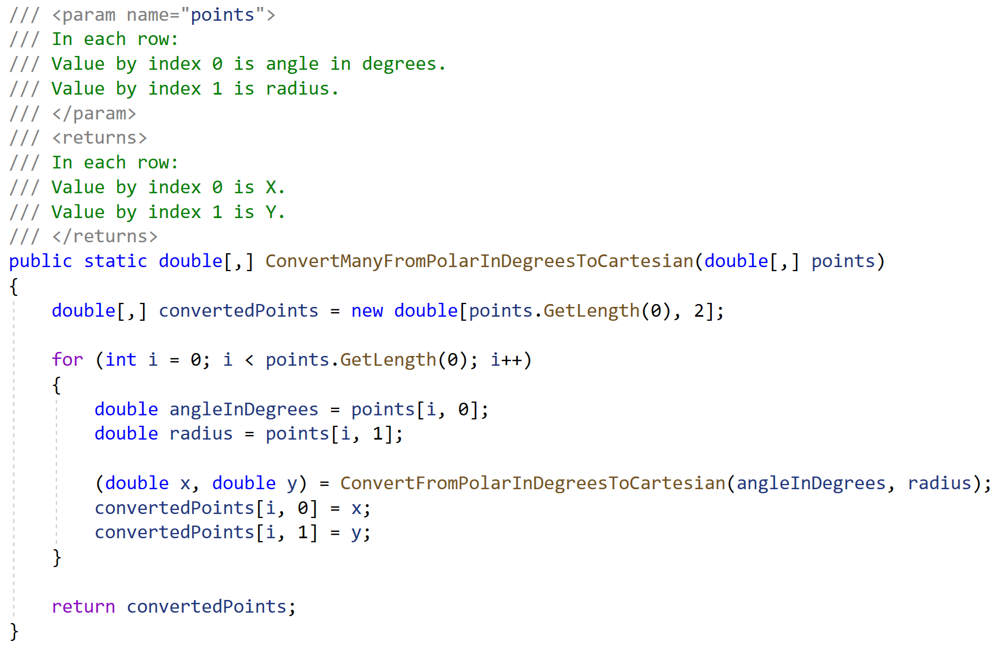 /// <param name="points">
/// In each row:
/// Value by index 0 is angle in degrees.
/// Value by index 1 is radius.
/// </param>
/// <returns>
/// In each row:
/// Value by index 0 is X.
/// Value by index 1 is Y.
/// </returns>
public static double[,] ConvertManyFromPolarInDegreesToCartesian(double[,] points)
{
    double[,] convertedPoints = new double[points.GetLength(0), 2];

    for (int i = 0; i < points.GetLength(0); i++)
    {
        double angleInDegrees = points[i, 0];
        double radius = points[i, 1];

        (double x, double y) = ConvertFromPolarInDegreesToCartesian(angleInDegrees, radius);
        convertedPoints[i, 0] = x;
        convertedPoints[i, 1] = y;
    }

    return convertedPoints;
}